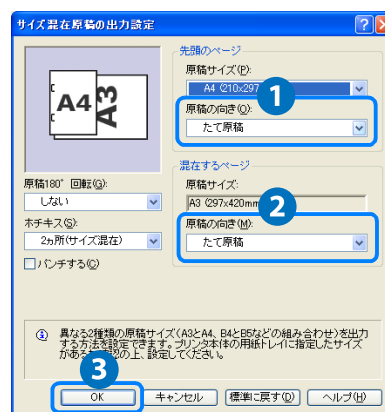 サイズ混在原稿の出力設定
先頭のページ
原稿サイズ(P):
A4 (210x297
1
原稿の向き(O):
たて原稿
A4
A3
混在するページ
原稿180° 回転(G):
しない
原稿サイズ:
A3 (297x420mm
2
ホチキス(S):
2ヵ所(サイズ混在)
原稿の向き(M):
たて原稿
パンチする(C)
異なる2種類の原稿サイズ(A3とA4、B4とB5などの組み合わせ)を出力
する方法を設定できます。プリンタ本体の用紙トレイに指定したサイズ
がある 認の上、設定してください。
3
OK
キャンセル
標準に戻す(D)
ヘルプ(H)